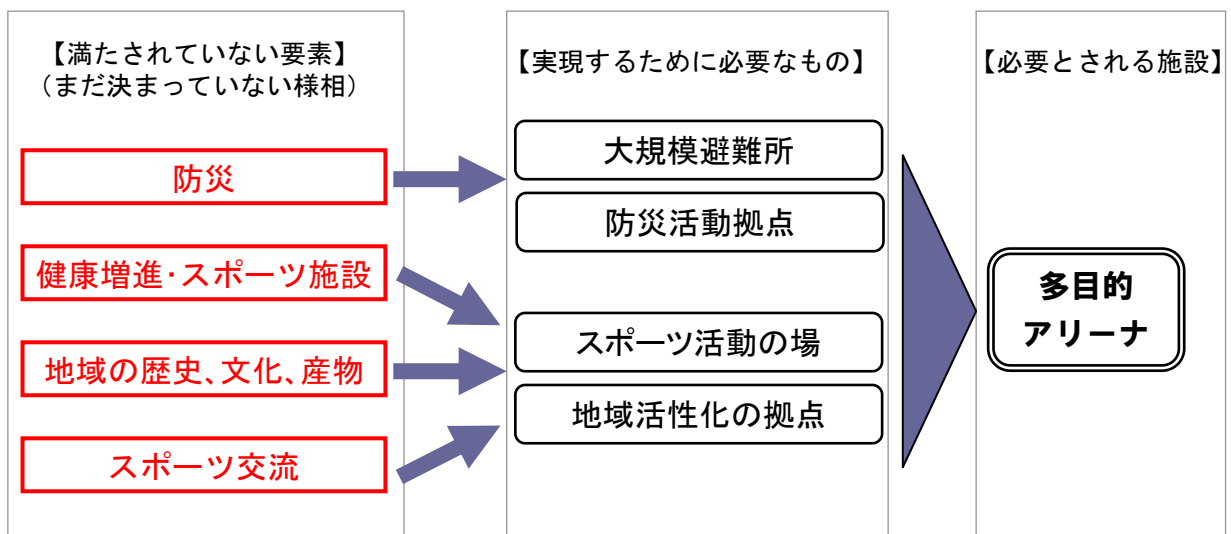 【満たされていない要素】
（まだ決まっていない様相）
防災
健康増進・スポーツ施設
地域の歴史、文化、産物
スポーツ交流
【実現するために必要なもの】
大規模避難所
防災活動拠点
スポーツ活動の場
地域活性化の拠点
【必要とされる施設】
多目的
アリーナ